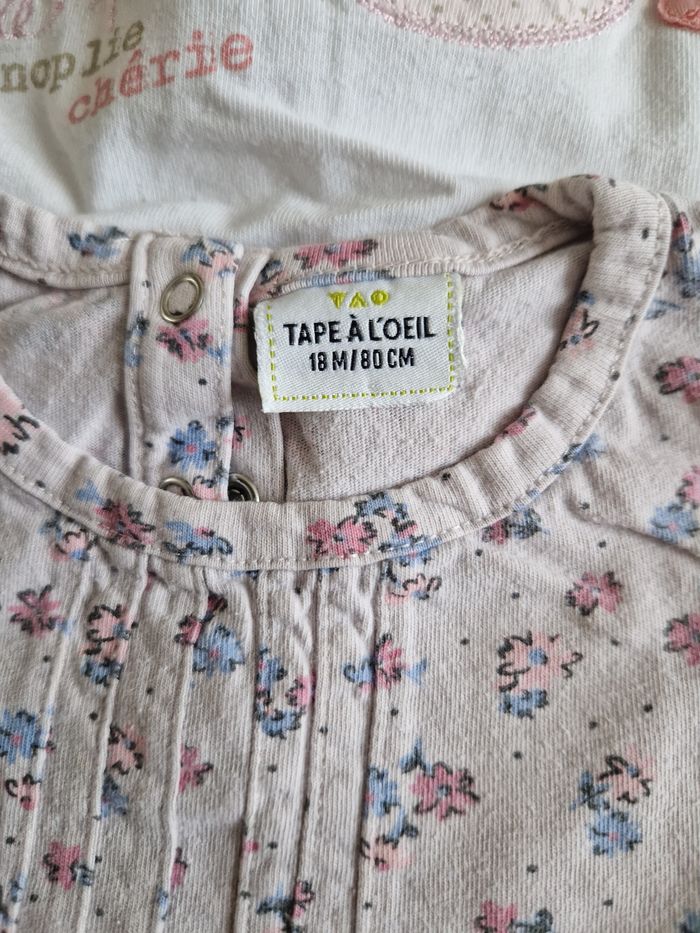 noplie
chérie
TAO
TAPE À L'OEIL
18 M/80 CM